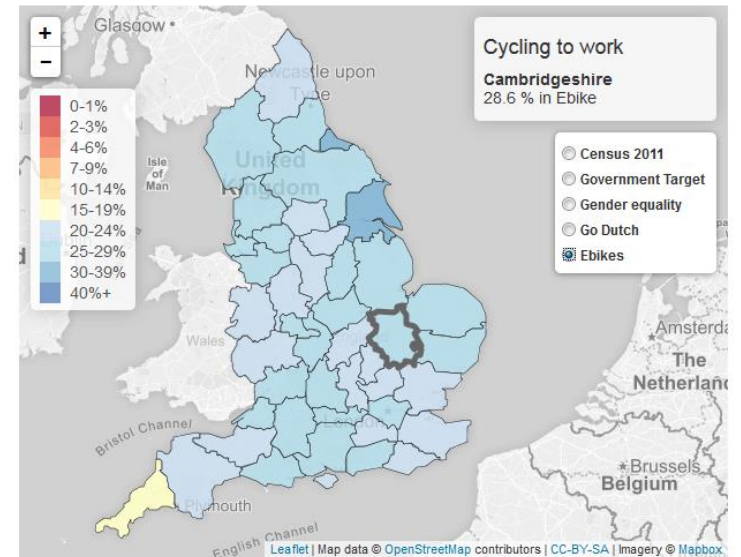 Glasgow
+
−
Newcastle upon
Tyne
Cycling to work
Cambridgeshire
28.6 % in Ebike
0-1%
2-3%
4-6%
7-9%
10-14%
15-19%
20-24%
25-29%
30-39%
40%+
Isle
of
Man
United
Kingdom
Census 2011
Government Target
Gender equality
Go Dutch
Ebikes
Wales
London
Amsterda
The
Netherland
Bristol Channel
Plymouth
Brussels
Belgium
English Channel
Leaflet | Map data © OpenStreetMap contributors | CC-BY-SA | Imagery © Mapbox